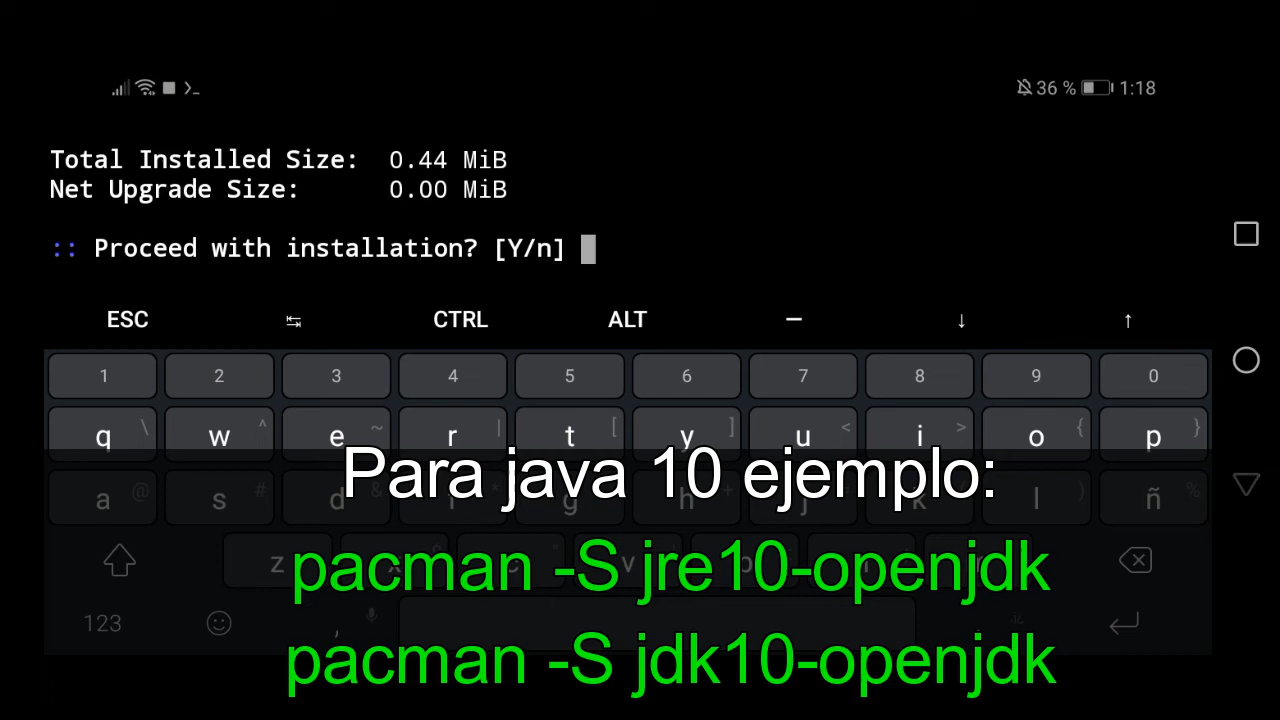 36 % 1:18
Total Installed Size: 0.44 MiB
Net Upgrade Size: 0.00 MiB
:: Proceed with installation? [Y/n]
ESC ↹ CTRL ALT — ↓ ↑
1 2 3 4 5 6 7 8 9 0
q \ w ^ e ~ r | t [ y ] u < i > o { p }
a @ s # d & g h l ) ñ %
Para java 10 ejemplo:
z v
pacman -S jre10-openjdk
123 ,
pacman -S jdk10-openjdk